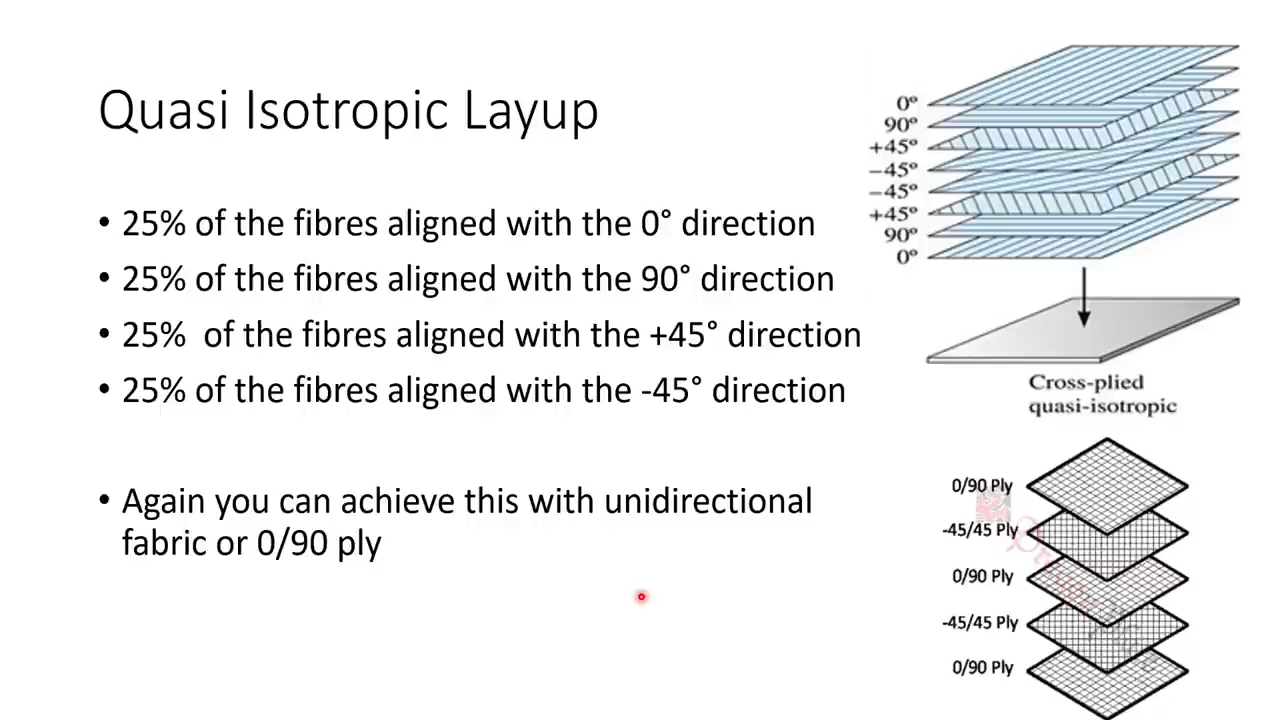 Quasi Isotropic Layup
• 25% of the fibres aligned with the 0° direction
• 25% of the fibres aligned with the 90° direction
• 25%  of the fibres aligned with the +45° direction
• 25% of the fibres aligned with the -45° direction
• Again you can achieve this with unidirectional
fabric or 0/90 ply
0°
90°
+45°
−45°
−45°
+45°
90°
0°
Cross-plied
quasi-isotropic
0/90 Ply
-45/45 Ply
0/90 Ply
-45/45 Ply
0/90 Ply